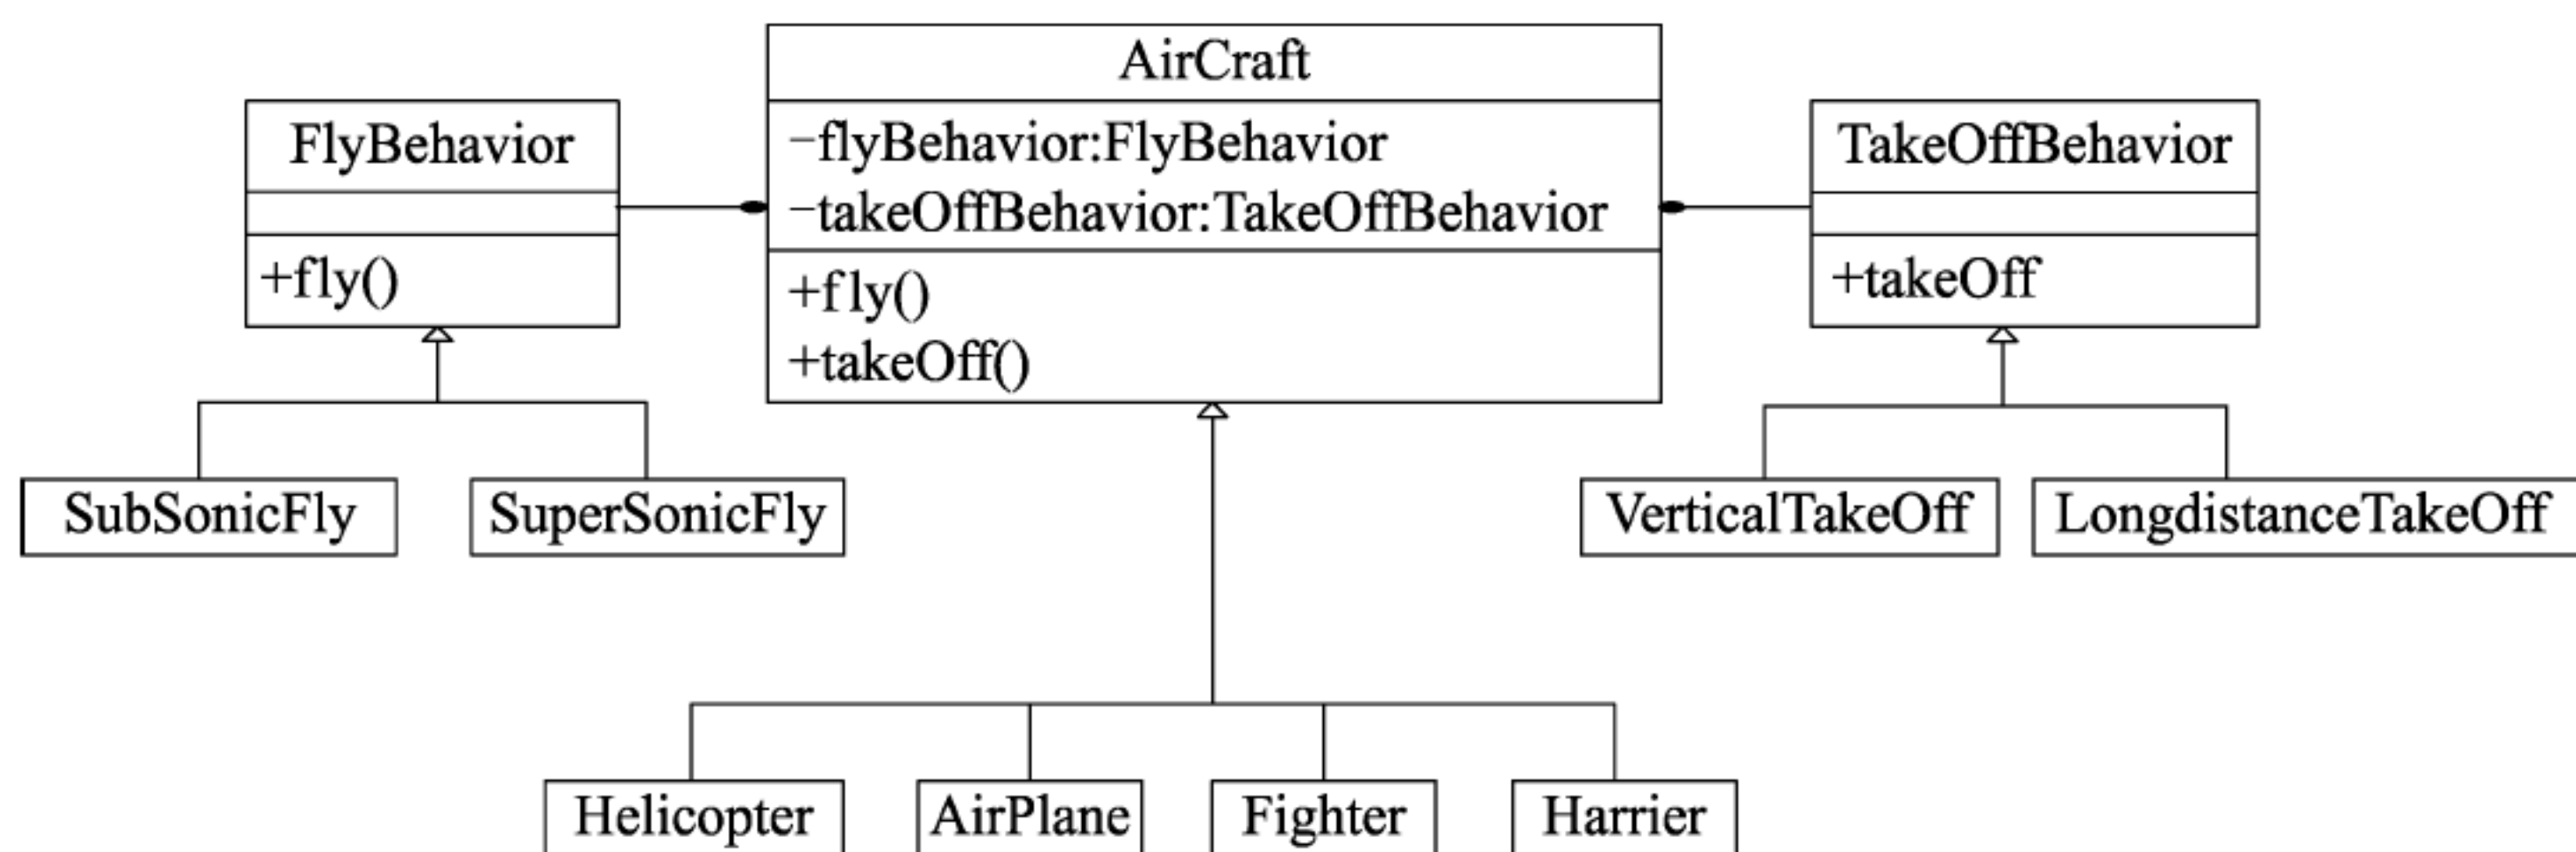 AirCraft
FlyBehavior
−flyBehavior:FlyBehavior
TakeOffBehavior
−takeOffBehavior:TakeOffBehavior
+fly()
+fly()
+takeOff
+takeOff()
SubSonicFly
SuperSonicFly
VerticalTakeOff
LongdistanceTakeOff
Helicopter
AirPlane
Fighter
Harrier